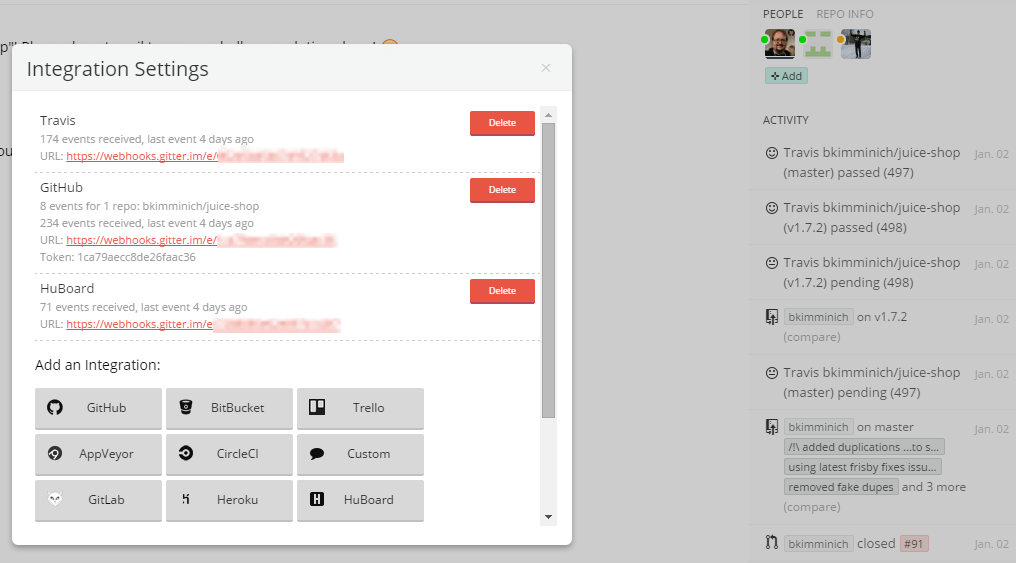 Integration Settings ×
Travis
Delete
174 events received, last event 4 days ago
URL: https://webhooks.gitter.im/e/
GitHub
Delete
8 events for 1 repo: bkimminich/juice-shop
234 events received, last event 4 days ago
URL: https://webhooks.gitter.im/e/
Token: 1ca79aecc8de26faac36
HuBoard
Delete
71 events received, last event 4 days ago
URL: https://webhooks.gitter.im/e
Add an Integration:
GitHub BitBucket Trello
AppVeyor CircleCI Custom
GitLab Heroku HuBoard
PEOPLE REPO INFO
Add
ACTIVITY
Travis bkimminich/juice-shop Jan. 02
(master) passed (497)
Travis bkimminich/juice-shop Jan. 02
(v1.7.2) passed (498)
Travis bkimminich/juice-shop Jan. 02
(v1.7.2) pending (498)
bkimminich on v1.7.2 Jan. 02
(compare)
Travis bkimminich/juice-shop Jan. 02
(master) pending (497)
bkimminich on master Jan. 02
/!\ added duplications ...to s...
using latest frisby fixes issu...
removed fake dupes and 3 more
(compare)
bkimminich closed #91 Jan. 02